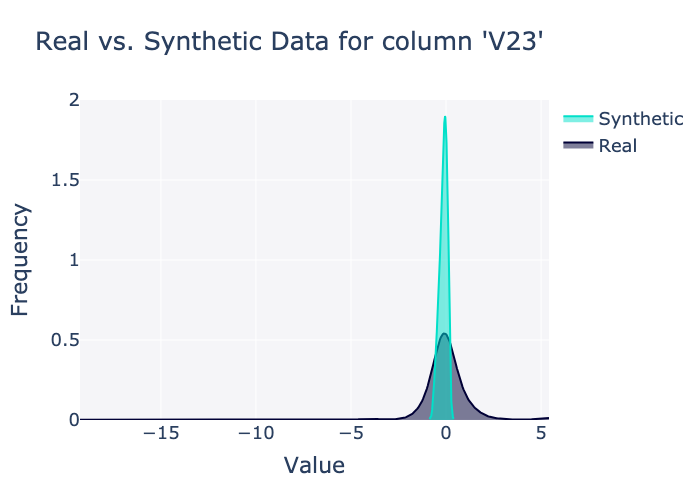 Real vs. Synthetic Data for column 'V23'
Synthetic
Real
Frequency
2
1.5
1
0.5
0
−15
−10
−5
0
5
Value